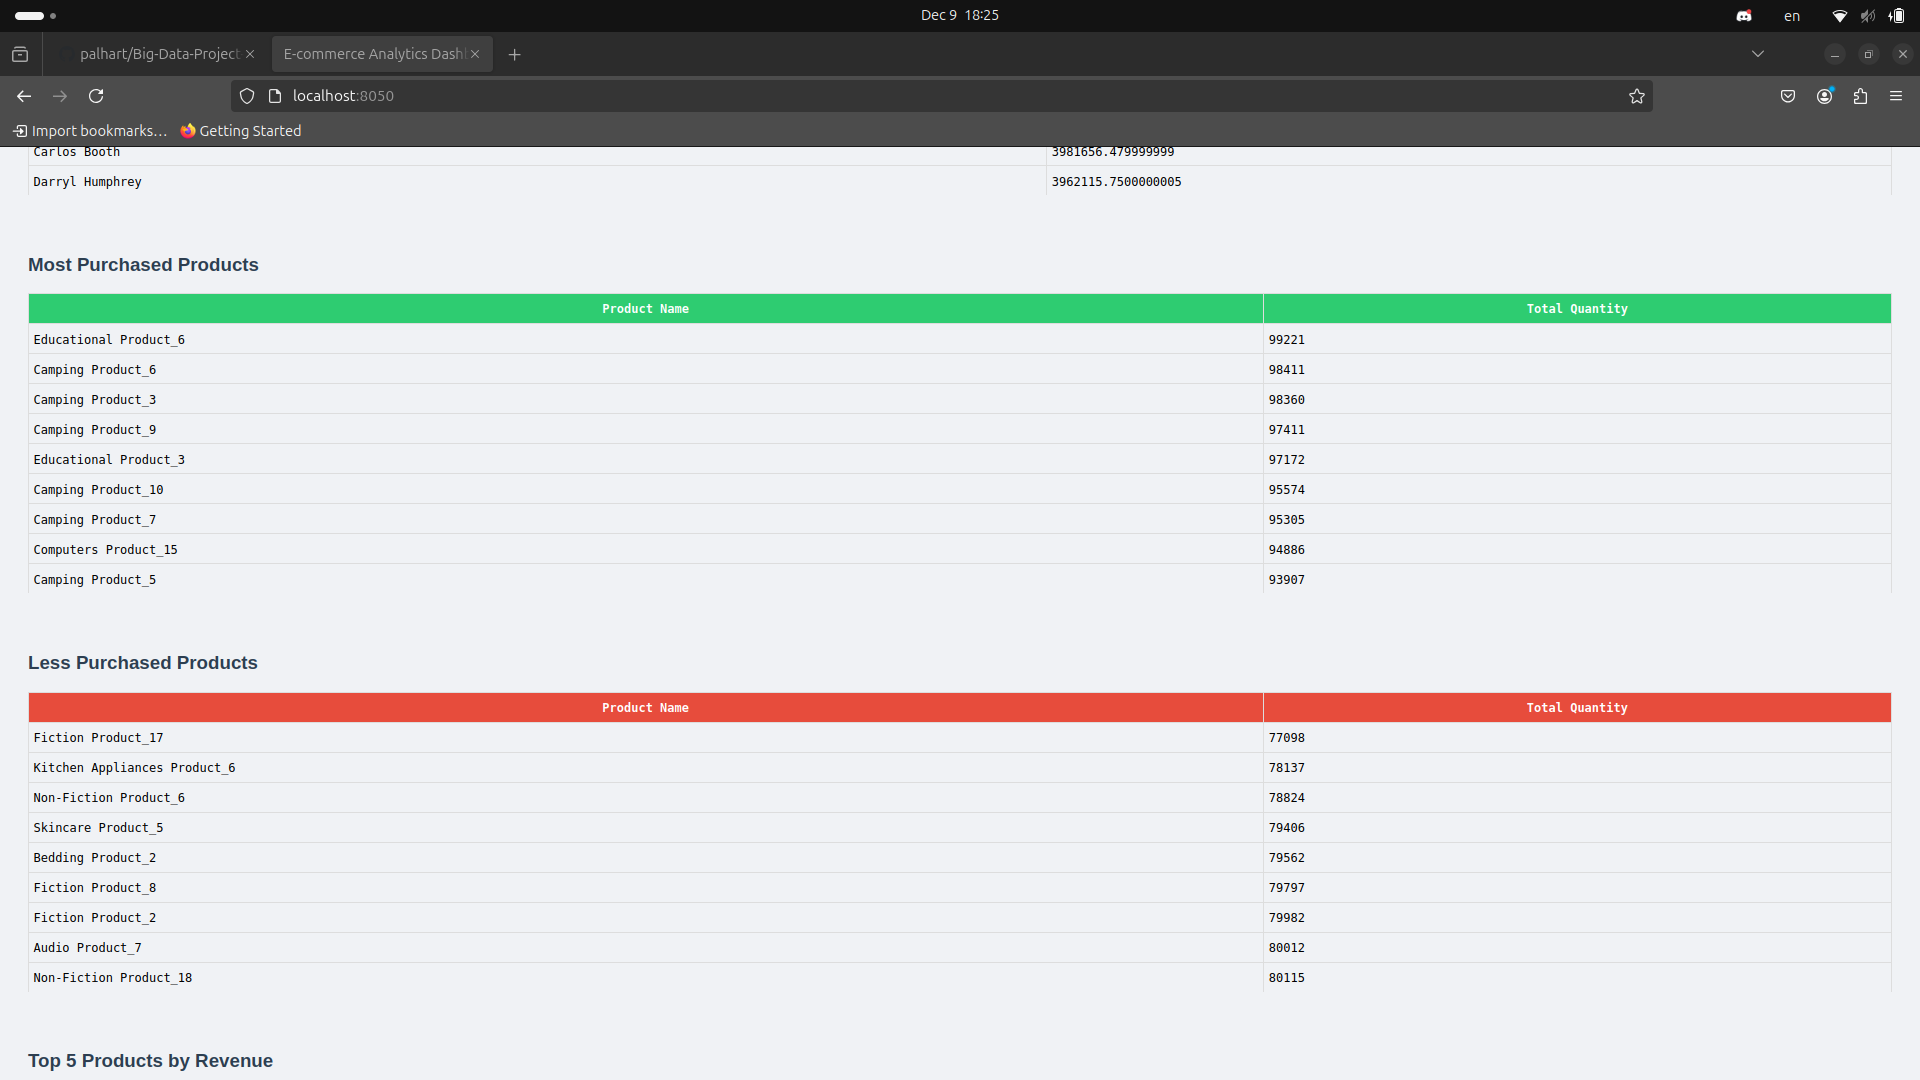 Dec 9 18:25
en
palhart/Big-Data-Project
E-commerce Analytics Dash
localhost:8050
Import bookmarks…
Getting Started
Carlos Booth 3981656.479999999
Darryl Humphrey 3962115.7500000005
Most Purchased Products
Product Name Total Quantity
Educational Product_6 99221
Camping Product_6 98411
Camping Product_3 98360
Camping Product_9 97411
Educational Product_3 97172
Camping Product_10 95574
Camping Product_7 95305
Computers Product_15 94886
Camping Product_5 93907
Less Purchased Products
Product Name Total Quantity
Fiction Product_17 77098
Kitchen Appliances Product_6 78137
Non-Fiction Product_6 78824
Skincare Product_5 79406
Bedding Product_2 79562
Fiction Product_8 79797
Fiction Product_2 79982
Audio Product_7 80012
Non-Fiction Product_18 80115
Top 5 Products by Revenue